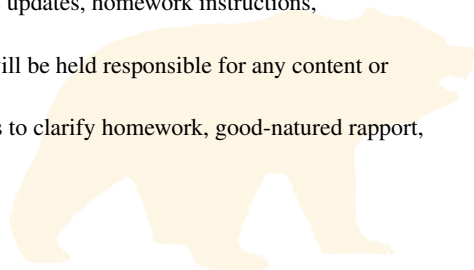 updates, homework instructions,
ill be held responsible for any content or
s to clarify homework, good-natured rapport,